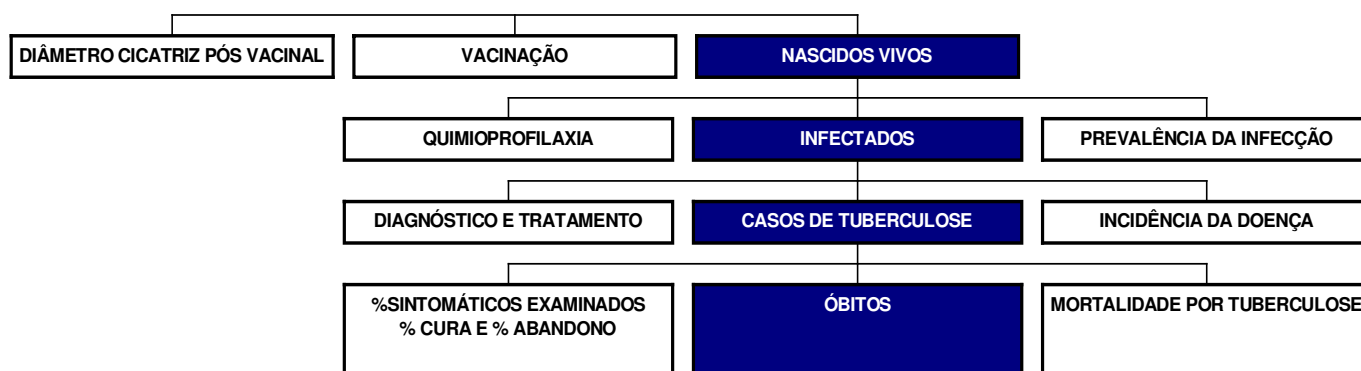 DIÂMETRO CICATRIZ PÓS VACINAL
VACINAÇÃO
NASCIDOS VIVOS
QUIMIOPROFILAXIA
INFECTADOS
PREVALÊNCIA DA INFECÇÃO
DIAGNÓSTICO E TRATAMENTO
CASOS DE TUBERCULOSE
INCIDÊNCIA DA DOENÇA
%SINTOMÁTICOS EXAMINADOS
% CURA E % ABANDONO
ÓBITOS
MORTALIDADE POR TUBERCULOSE